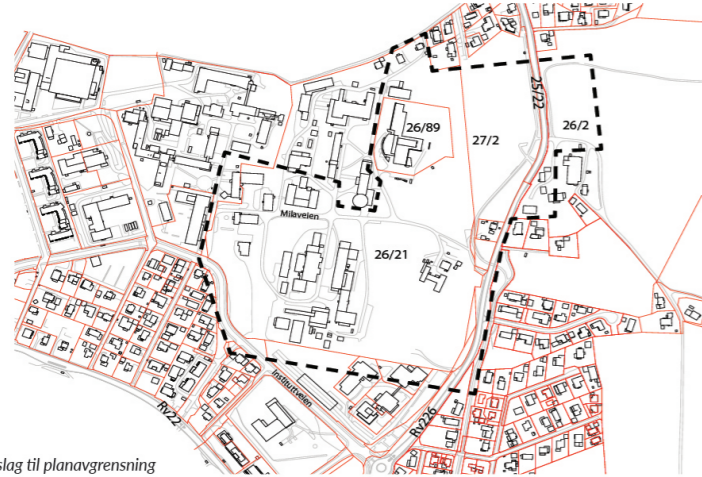 25/22
26/89
27/2
26/2
Milaveien
26/21
Instituttveien
Rv22
Rv226
slag til planavgrensning